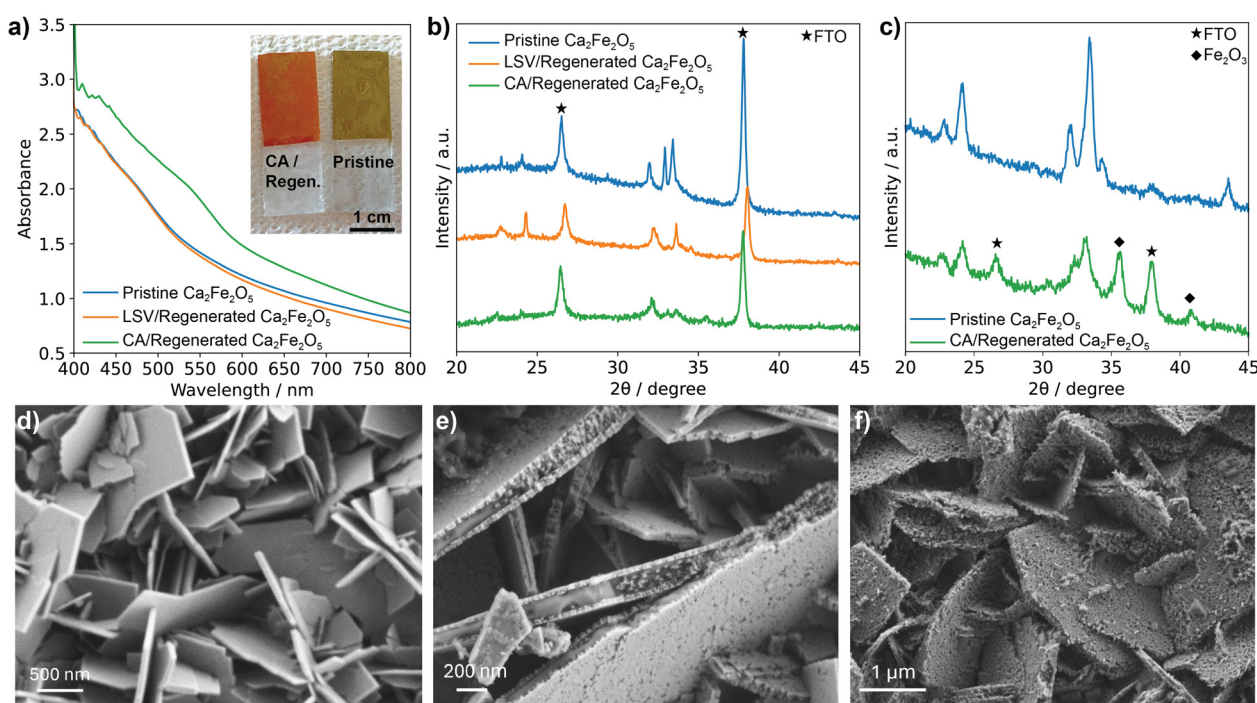 a)
3.5
3.0
2.5
2.0
1.5
1.0
0.5
Absorbance
400 450 500 550 600 650 700 750 800
Wavelength / nm
Pristine Ca₂Fe₂O₅
LSV/Regenerated Ca₂Fe₂O₅
CA/Regenerated Ca₂Fe₂O₅
CA /
Regen.
Pristine
1 cm
b)
Pristine Ca₂Fe₂O₅
LSV/Regenerated Ca₂Fe₂O₅
CA/Regenerated Ca₂Fe₂O₅
★FTO
★
★
Intensity / a.u.
20 25 30 35 40 45
2θ / degree
c)
★ FTO
◆ Fe₂O₃
★
◆
★
◆
Intensity / a.u.
Pristine Ca₂Fe₂O₅
CA/Regenerated Ca₂Fe₂O₅
20 25 30 35 40 45
2θ / degree
d)
500 nm
e)
200 nm
f)
1 µm